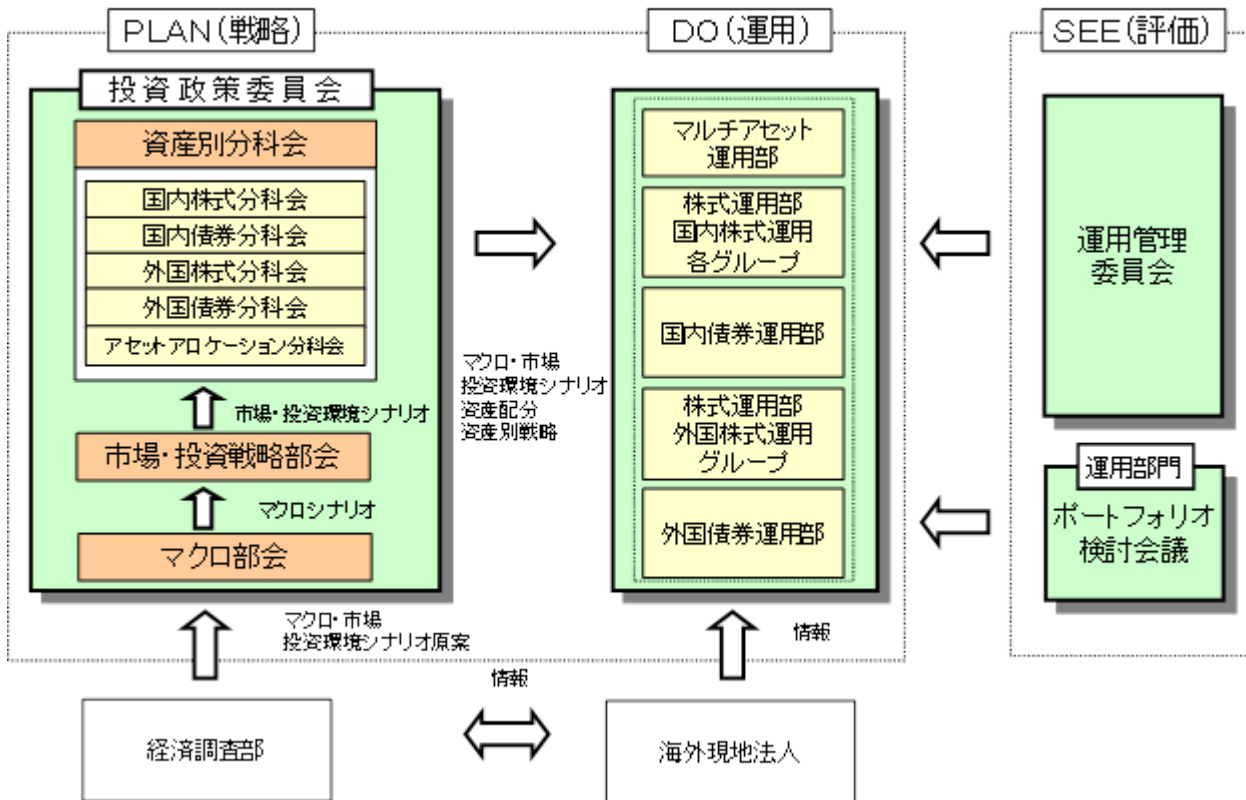 PLAN(戦略)
投資政策委員会
資産別分科会
国内株式分科会
国内債券分科会
外国株式分科会
外国債券分科会
アセットアロケーション分科会
市場・投資環境シナリオ
市場・投資戦略部会
マクロシナリオ
マクロ部会
マクロ・市場
投資環境シナリオ原案
経済調査部
マクロ・市場
投資環境シナリオ
資産配分
資産別戦略
情報
DO(運用)
マルチアセット
運用部
株式運用部
国内株式運用
各グループ
国内債券運用部
株式運用部
外国株式運用
グループ
外国債券運用部
情報
海外現地法人
SEE(評価)
運用管理
委員会
運用部門
ポートフォリオ
検討会議